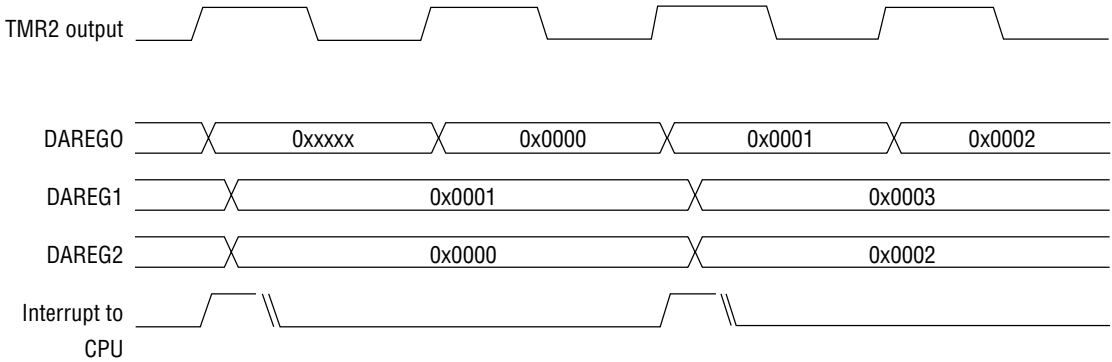 TMR2 output
DAREG0 0xxxxx 0x0000 0x0001 0x0002
DAREG1 0x0001 0x0003
DAREG2 0x0000 0x0002
Interrupt to
CPU